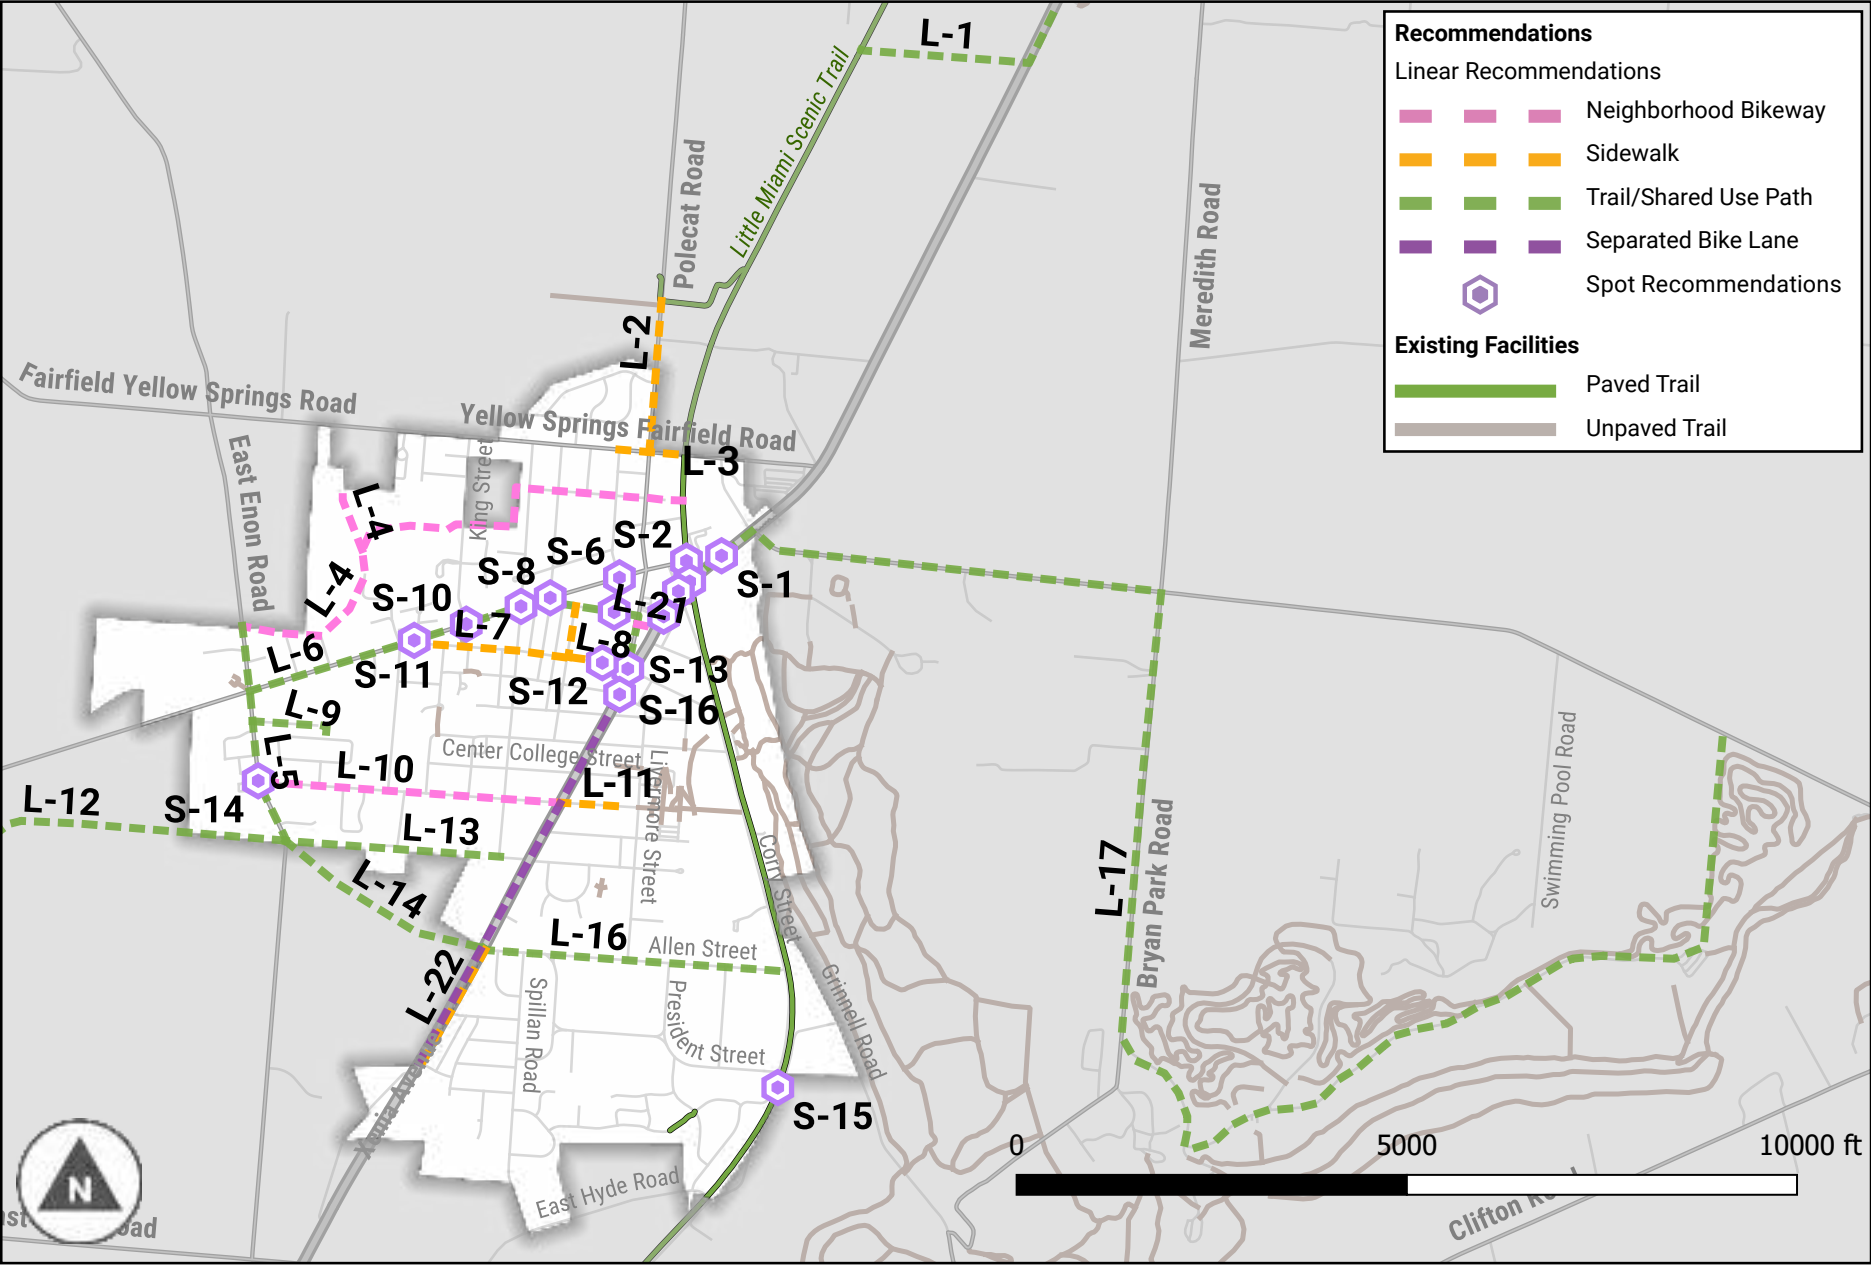 Recommendations
Linear Recommendations
Neighborhood Bikeway
Sidewalk
Trail/Shared Use Path
Separated Bike Lane
Spot Recommendations
Existing Facilities
Paved Trail
Unpaved Trail
L-1
Little Miami Scenic Trail
Polecat Road
Meredith Road
L-2
Fairfield Yellow Springs Road
Yellow Springs Fairfield Road
L-3
East Enon Road
King Street
L-4
L-4
S-2
S-6
S-8
S-1
S-10
L-21
L-7
L-8
L-6
S-11
S-13
S-12
S-16
L-9
L-5
Center College Street
Livermore Street
L-10
L-11
L-12
S-14
L-13
Swimming Pool Road
L-17
Bryan Park Road
Corry Street
L-14
L-16
Allen Street
L-22
Spillan Road
President Street
Grinnell Road
Xenia Avenue
S-15
East Hyde Road
0
5000
10000 ft
N
Clifton